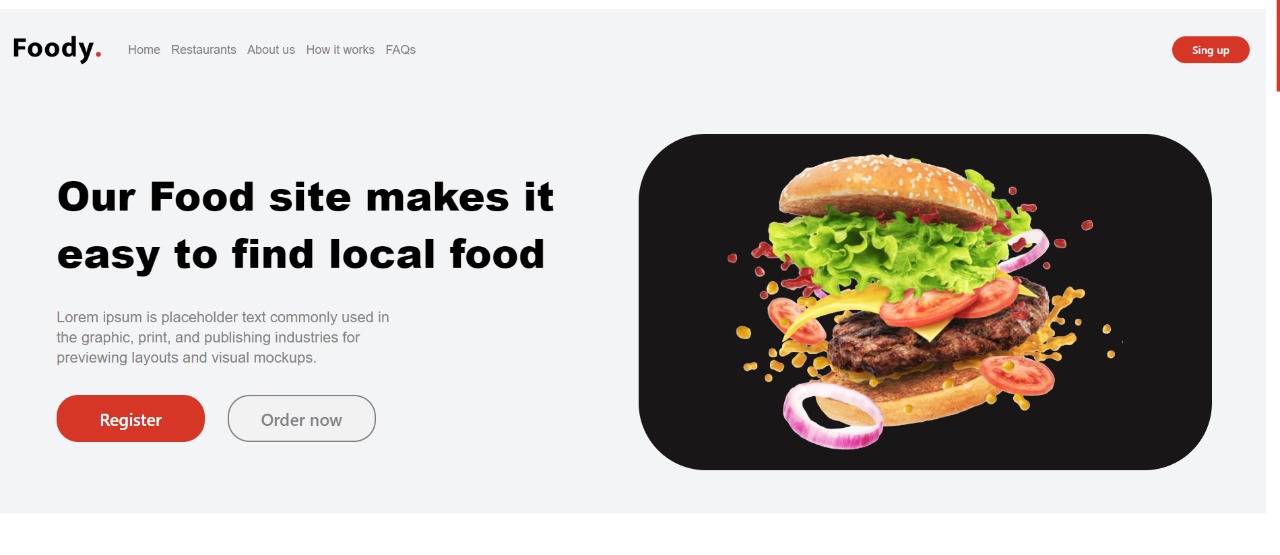 Foody.
Home Restaurants About us How it works FAQs
Sing up
Our Food site makes it
easy to find local food
Lorem ipsum is placeholder text commonly used in
the graphic, print, and publishing industries for
previewing layouts and visual mockups.
Register
Order now